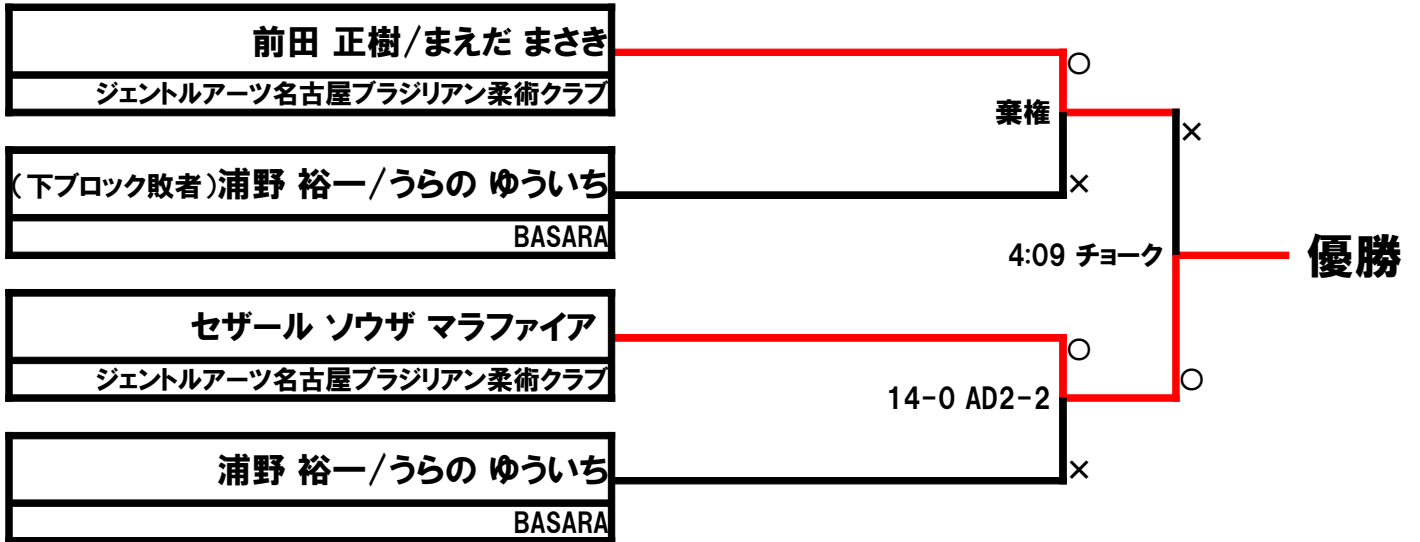 前田 正樹/まえだ まさき
ジェントルアーツ名古屋ブラジリアン柔術クラブ
○
棄権
×
(下ブロック敗者)浦野 裕一/うらの ゆういち
×
BASARA
4:09 チョーク
優勝
セザール ソウザ マラファイア
○
ジェントルアーツ名古屋ブラジリアン柔術クラブ
○
14-0 AD2-2
浦野 裕一/うらの ゆういち
×
BASARA